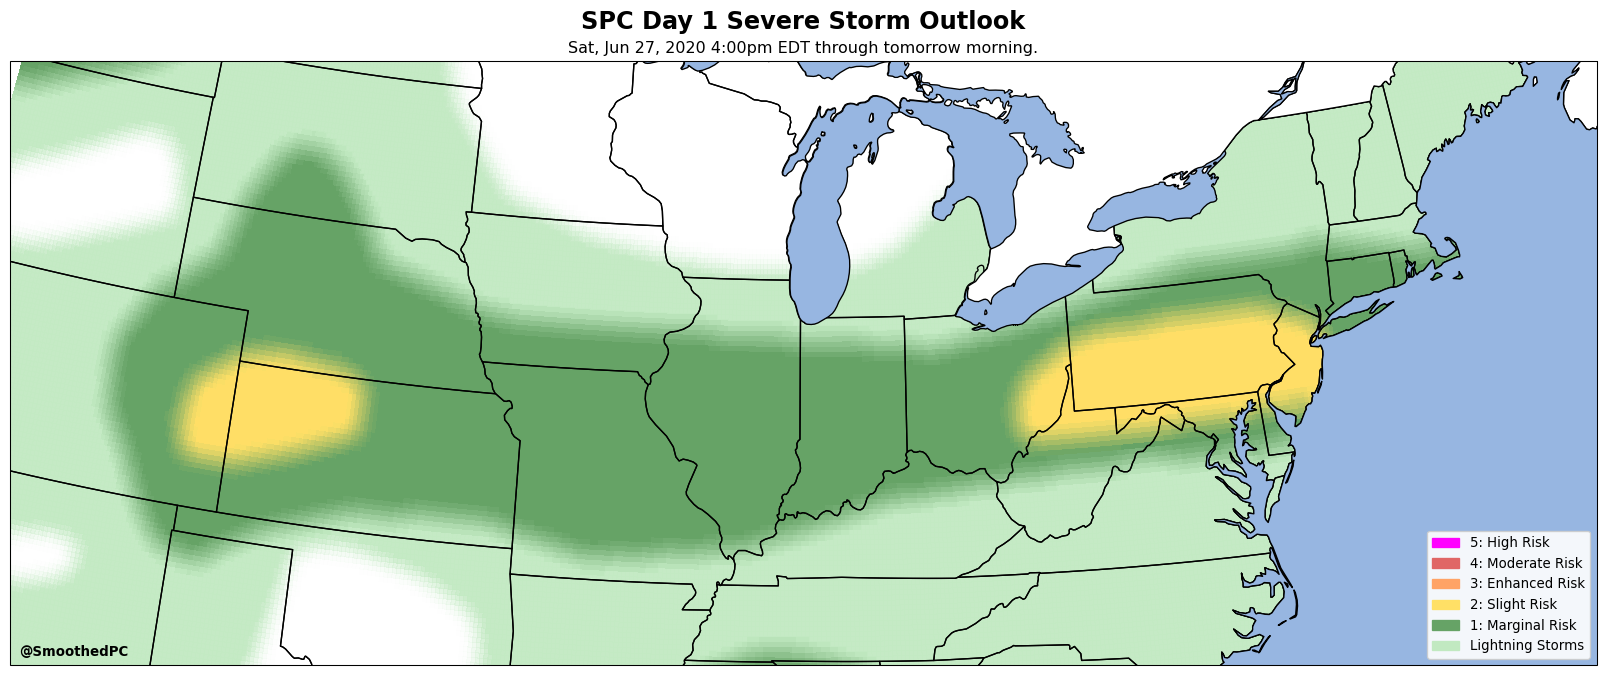 SPC Day 1 Severe Storm Outlook
Sat, Jun 27, 2020 4:00pm EDT through tomorrow morning.
5: High Risk
4: Moderate Risk
3: Enhanced Risk
2: Slight Risk
1: Marginal Risk
Lightning Storms
@SmoothedPC